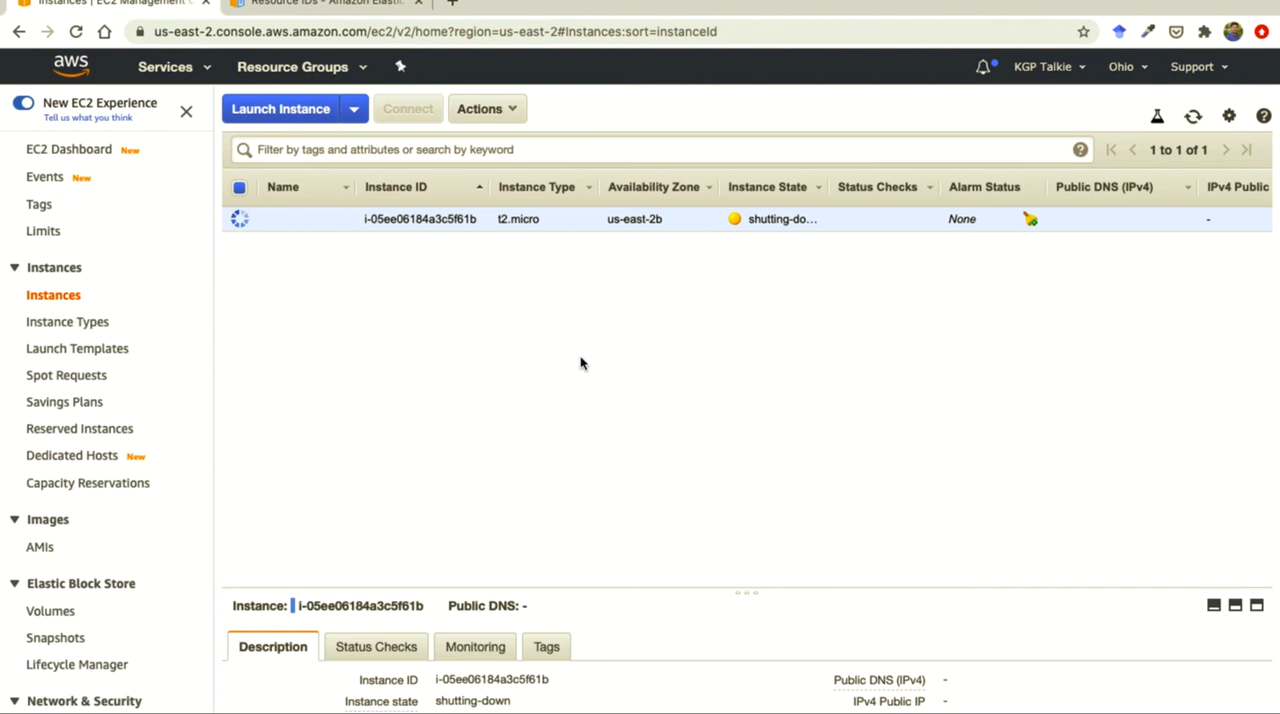 Instances | EC2 Management C
Resource IDs - Amazon Elastic
us-east-2.console.aws.amazon.com/ec2/v2/home?region=us-east-2#Instances:sort=instanceId
aws Services Resource Groups KGP Talkie Ohio Support
New EC2 Experience
Tell us what you think
Launch Instance Connect Actions
Filter by tags and attributes or search by keyword
1 to 1 of 1
Name Instance ID Instance Type Availability Zone Instance State Status Checks Alarm Status Public DNS (IPv4) IPv4 Public
i-05ee06184a3c5f61b t2.micro us-east-2b shutting-do... None -
EC2 Dashboard New
Events New
Tags
Limits
Instances
Instances
Instance Types
Launch Templates
Spot Requests
Savings Plans
Reserved Instances
Dedicated Hosts New
Capacity Reservations
Images
AMIs
Elastic Block Store
Volumes
Snapshots
Lifecycle Manager
Network & Security
Instance: i-05ee06184a3c5f61b Public DNS: -
Description Status Checks Monitoring Tags
Instance ID i-05ee06184a3c5f61b Public DNS (IPv4) -
Instance state shutting-down IPv4 Public IP -